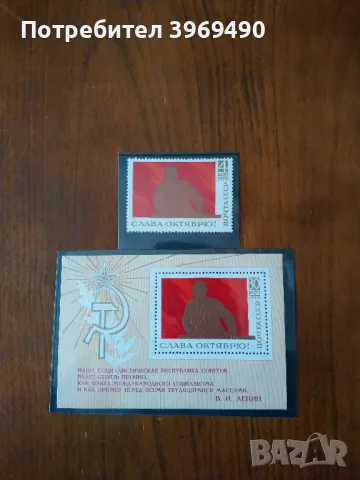 Потребител 3969490
СЛАВА ОКТЯБРЮ!
ПОЧТА СССР
СЛАВА ОКТЯБРЮ!
ПОЧТА СССР
НАША СОЦИАЛИСТИЧЕСКАЯ РЕСПУБЛИКА СОВЕТОВ
БУДЕТ СТОЯТЬ ПРОЧНО,
КАК ФАКЕЛ МЕЖДУНАРОДНОГО СОЦИАЛИЗМА
И КАК ПРИМЕР ПЕРЕД ВСЕМИ ТРУДЯЩИМИСЯ МАССАМИ.
В. И. ЛЕНИН
bazar